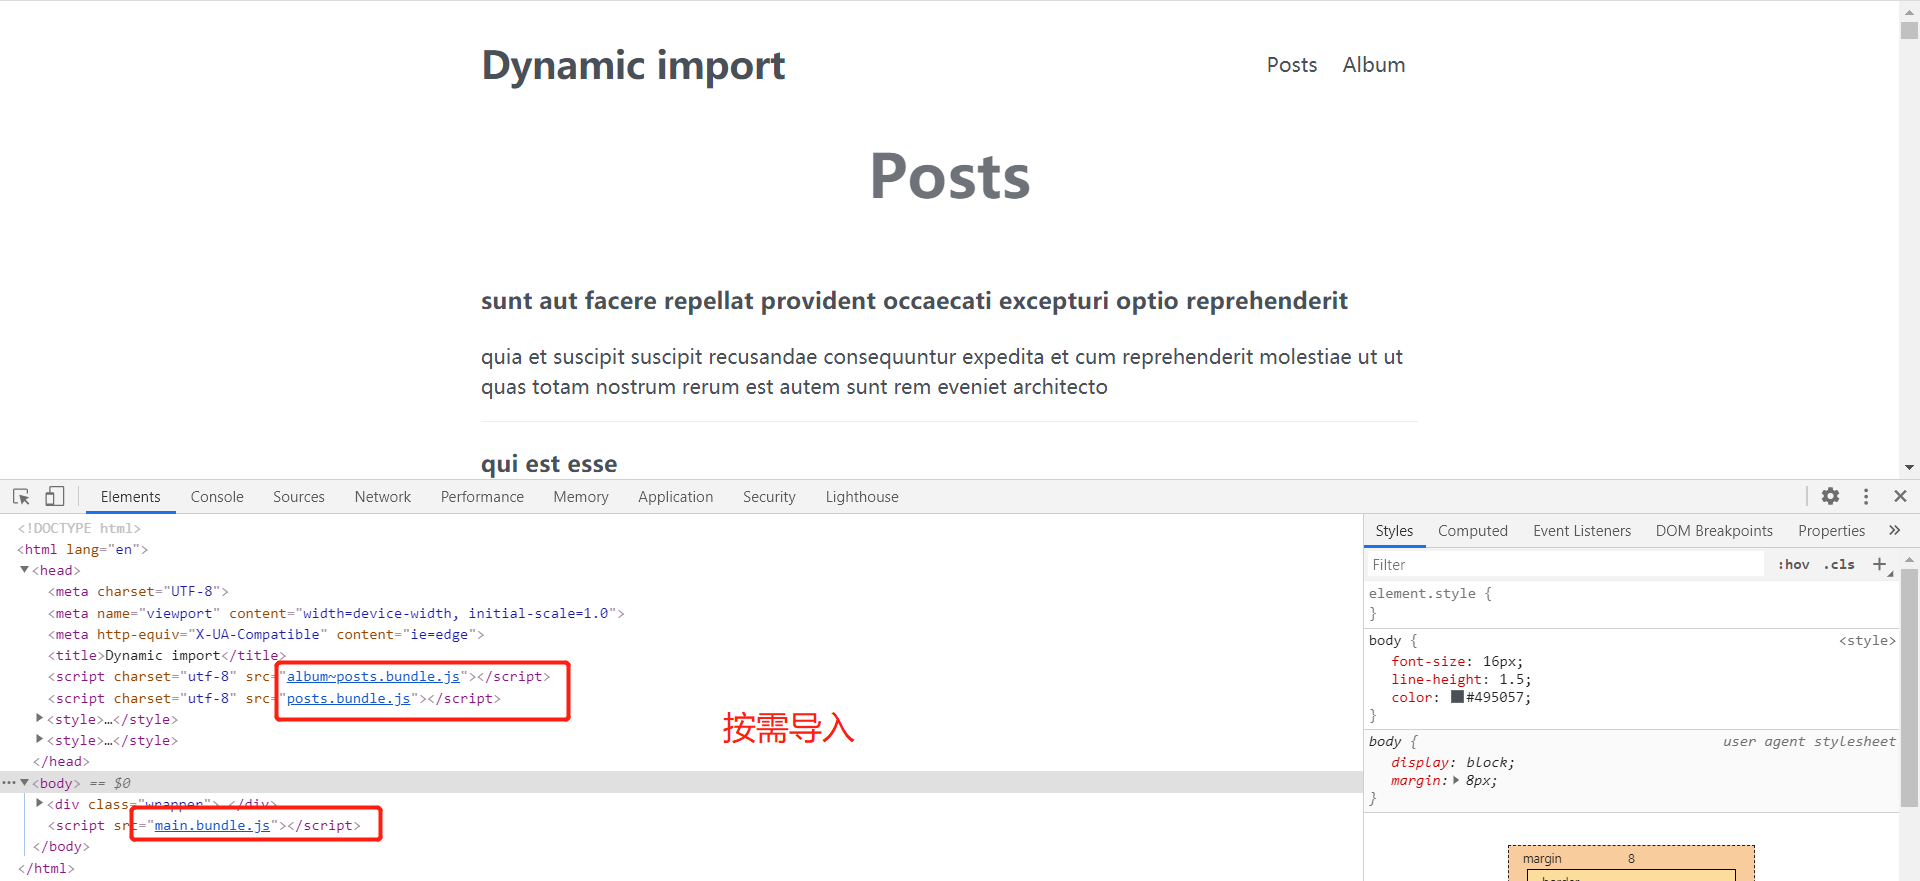 Dynamic import
Posts Album
Posts
sunt aut facere repellat provident occaecati excepturi optio reprehenderit
quia et suscipit suscipit recusandae consequuntur expedita et cum reprehenderit molestiae ut ut
quas totam nostrum rerum est autem sunt rem eveniet architecto
qui est esse
Elements Console Sources Network Performance Memory Application Security Lighthouse
<!DOCTYPE html>
<html lang="en">
<head>
<meta charset="UTF-8">
<meta name="viewport" content="width=device-width, initial-scale=1.0">
<meta http-equiv="X-UA-Compatible" content="ie=edge">
<title>Dynamic import</title>
<script charset="utf-8" src="album~posts.bundle.js"></script>
<script charset="utf-8" src="posts.bundle.js"></script>
<style>…</style>
<style>…</style>
</head>
<body> == $0
<div class="wrapper">…</div>
<script src="main.bundle.js"></script>
</body>
</html>
按需导入
Styles Computed Event Listeners DOM Breakpoints Properties »
Filter :hov .cls +
element.style {
}
body { <style>
font-size: 16px;
line-height: 1.5;
color: #495057;
}
body { user agent stylesheet
display: block;
margin: 8px;
}
margin 8
border